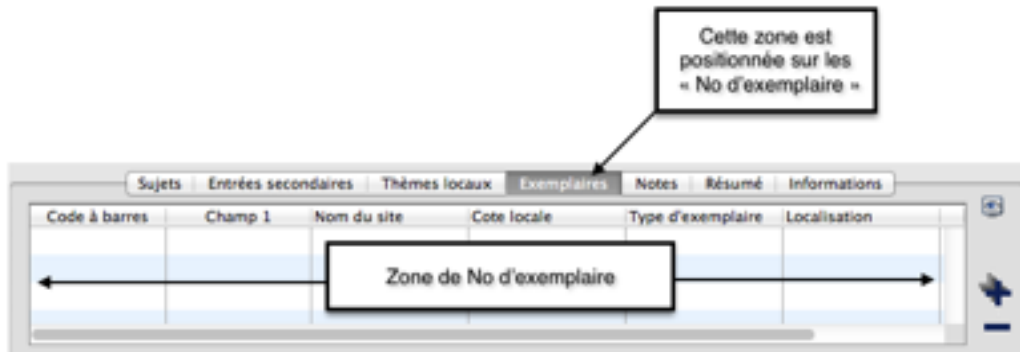 Cette zone est
positionnée sur les
« No d'exemplaire »
Sujets Entrées secondaires Thèmes locaux Exemplaires Notes Résumé Informations
Code à barres Champ 1 Nom du site Cote locale Type d'exemplaire Localisation
Zone de No d'exemplaire